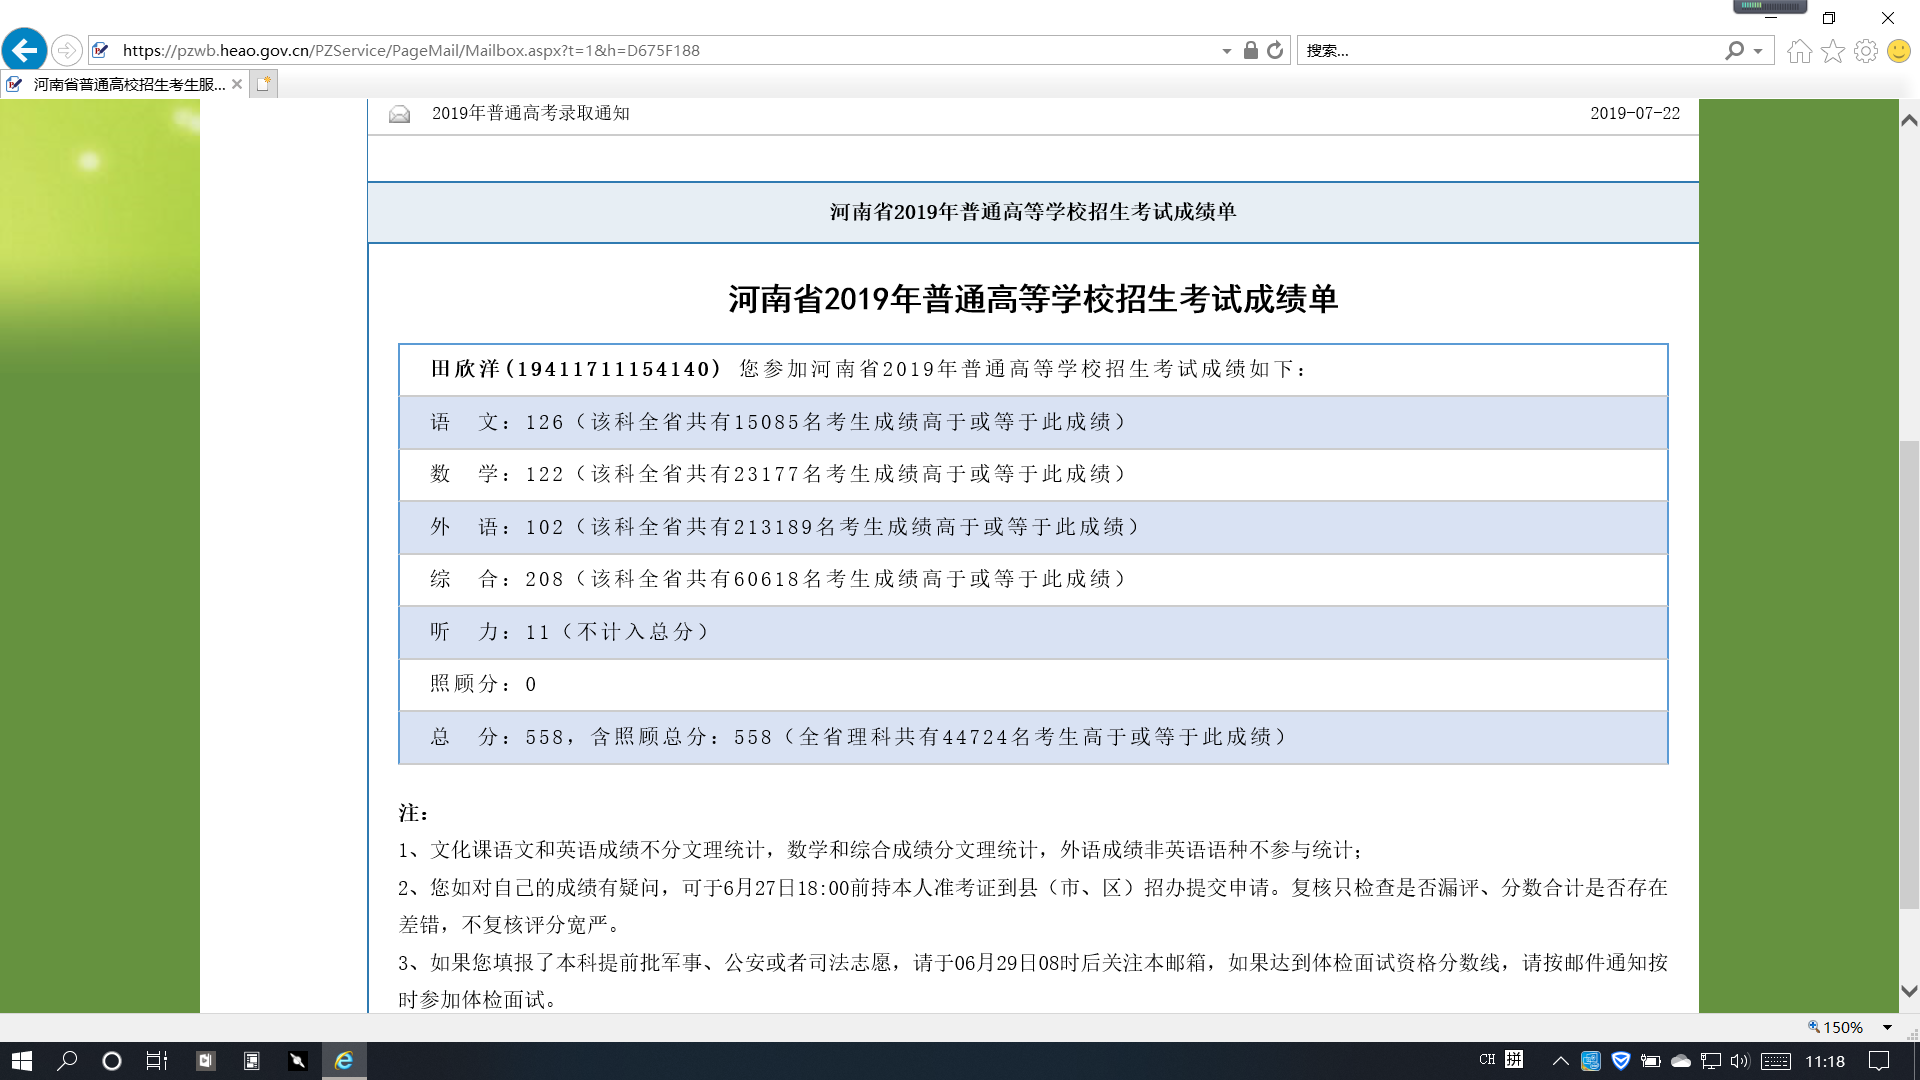 https://pzwb.heao.gov.cn/PZService/PageMail/Mailbox.aspx?t=1&h=D675F188
搜索...
河南省普通高校招生考生服...
2019年普通高考录取通知 2019-07-22
河南省2019年普通高等学校招生考试成绩单
河南省2019年普通高等学校招生考试成绩单
田欣洋(19411711154140) 您参加河南省2019年普通高等学校招生考试成绩如下：
语 文：126（该科全省共有15085名考生成绩高于或等于此成绩）
数 学：122（该科全省共有23177名考生成绩高于或等于此成绩）
外 语：102（该科全省共有213189名考生成绩高于或等于此成绩）
综 合：208（该科全省共有60618名考生成绩高于或等于此成绩）
听 力：11（不计入总分）
照顾分：0
总 分：558，含照顾总分：558（全省理科共有44724名考生高于或等于此成绩）
注：
1、文化课语文和英语成绩不分文理统计，数学和综合成绩分文理统计，外语成绩非英语语种不参与统计；
2、您如对自己的成绩有疑问，可于6月27日18:00前持本人准考证到县（市、区）招办提交申请。复核只检查是否漏评、分数合计是否存在
差错，不复核评分宽严。
3、如果您填报了本科提前批军事、公安或者司法志愿，请于06月29日08时后关注本邮箱，如果达到体检面试资格分数线，请按邮件通知按
时参加体检面试。
150%
CH 拼 11:18